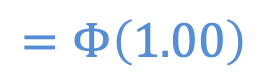 = Φ(1.00)